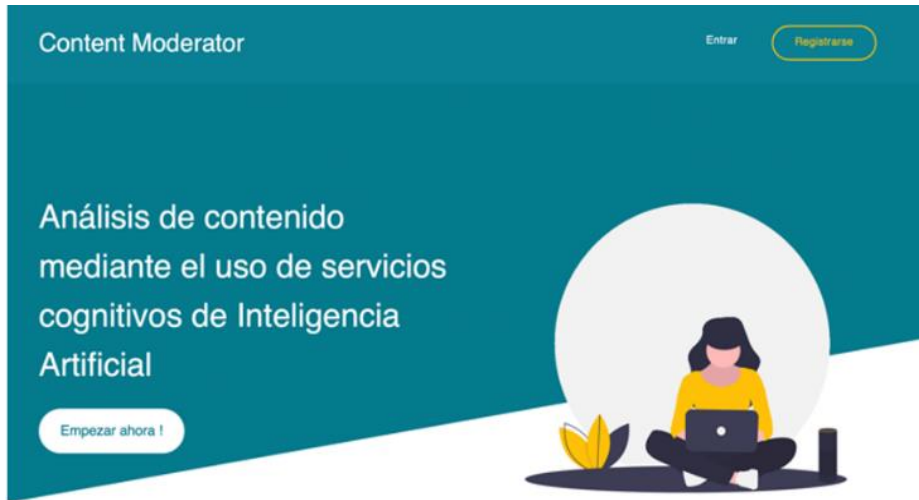 Content Moderator
Entrar
Registrarse
Análisis de contenido
mediante el uso de servicios
cognitivos de Inteligencia
Artificial
Empezar ahora !